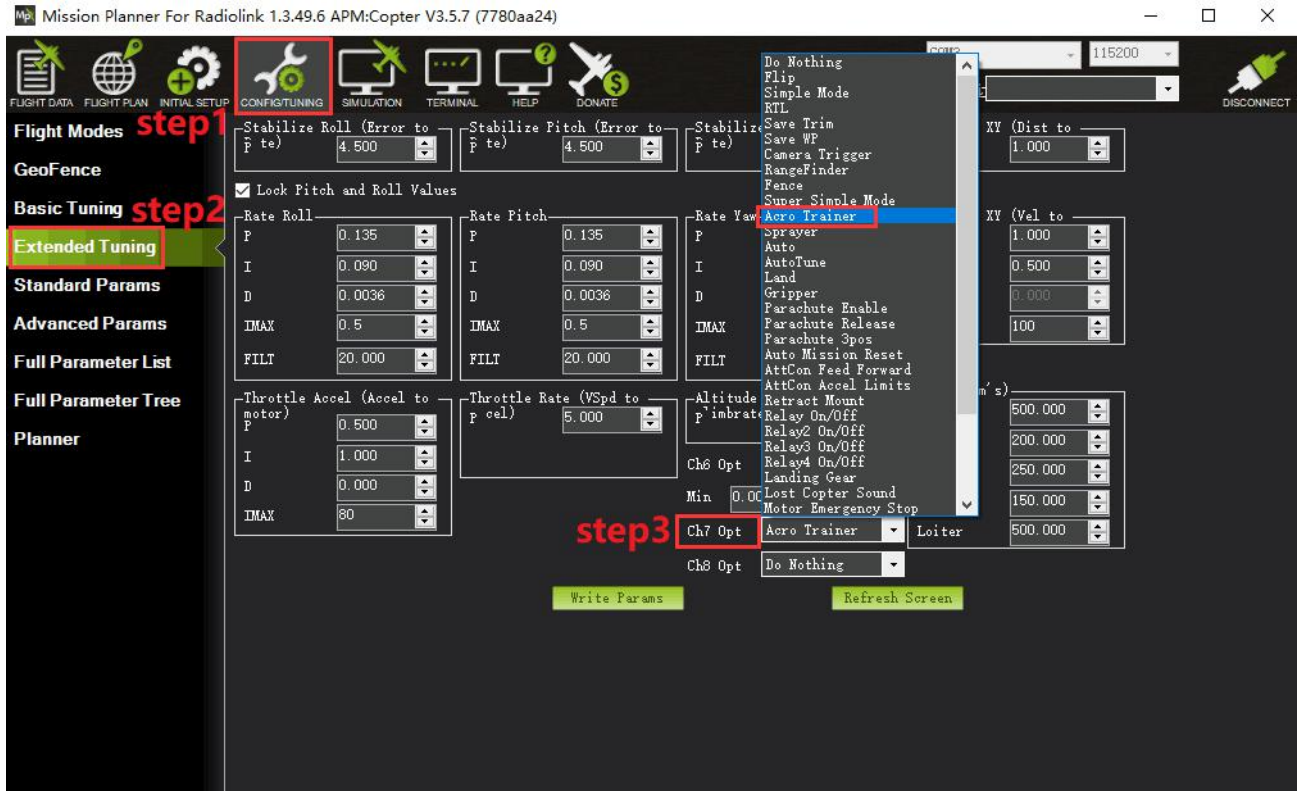 Mission Planner For Radiolink 1.3.49.6 APM:Copter V3.5.7 (7780aa24)
FLIGHT DATA FLIGHT PLAN INITIAL SETUP CONFIG/TUNING SIMULATION TERMINAL HELP DONATE 115200 DISCONNECT
step1
Flight Modes
GeoFence
Basic Tuning
step2
Extended Tuning
Standard Params
Advanced Params
Full Parameter List
Full Parameter Tree
Planner
Stabilize Roll (Error to
p te) 4.500
Stabilize Pitch (Error to
p te) 4.500
Stabilize
p te)
XY (Dist to
1.000
Lock Pitch and Roll Values
Rate Roll
P 0.135
I 0.090
D 0.0036
IMAX 0.5
FILT 20.000
Rate Pitch
P 0.135
I 0.090
D 0.0036
IMAX 0.5
FILT 20.000
Rate Yaw
P
I
D
IMAX
FILT
XY (Vel to
1.000
0.500
0.000
100
Throttle Accel (Accel to
motor)
P 0.500
I 1.000
D 0.000
IMAX 80
Throttle Rate (VSpd to
p cel) 5.000
Altitude
m's)
500.000
200.000
250.000
150.000
Loiter 500.000
Ch6 Opt
Min 0.00
step3
Ch7 Opt Acro Trainer
Ch8 Opt Do Nothing
Do Nothing
Flip
Simple Mode
RTL
Save Trim
Save WP
Camera Trigger
RangeFinder
Fence
Super Simple Mode
Acro Trainer
Sprayer
Auto
AutoTune
Land
Gripper
Parachute Enable
Parachute Release
Parachute 3pos
Auto Mission Reset
AttCon Feed Forward
AttCon Accel Limits
Retract Mount
Relay On/Off
Relay2 On/Off
Relay3 On/Off
Relay4 On/Off
Landing Gear
Lost Copter Sound
Motor Emergency Stop
Write Params
Refresh Screen